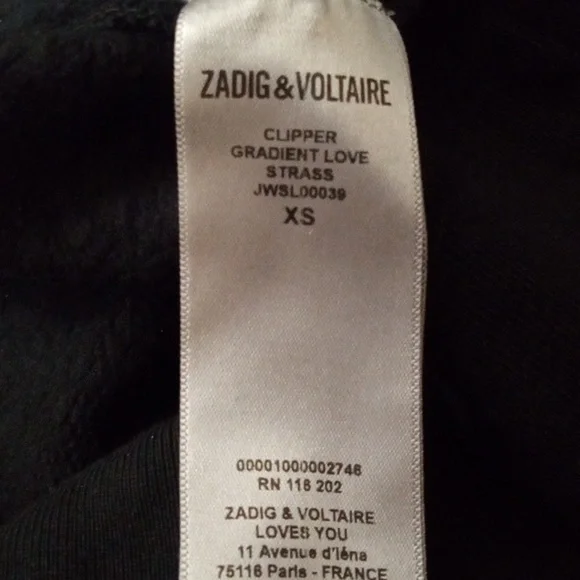 ZADIG & VOLTAIRE
CLIPPER
GRADIENT LOVE
STRASS
JWSL00039
XS
00001000002746
RN 116 202
ZADIG & VOLTAIRE
LOVES YOU
11 Avenue d'Iéna
75116 Paris - FRANCE